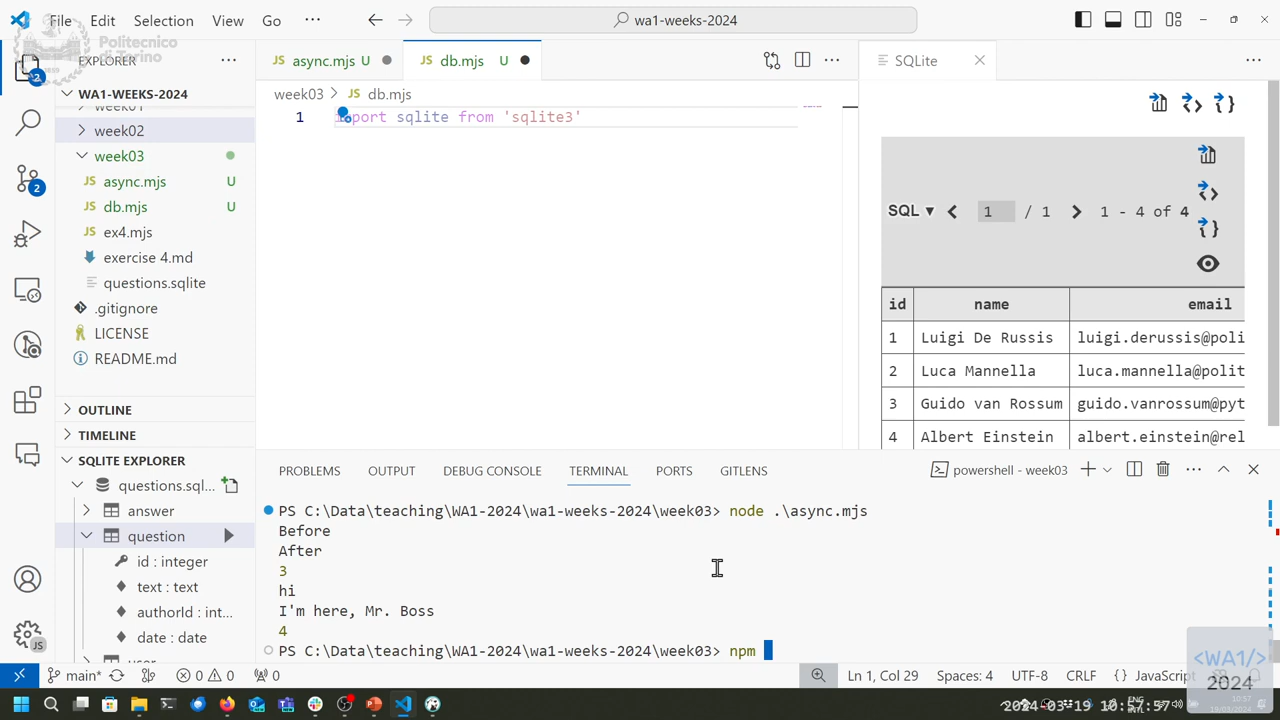 File Edit Selection View Go ··· wa1-weeks-2024
Politecnico
di Torino
EXPLORER ···
WA1-WEEKS-2024
week01
week02
week03
JS async.mjs U
JS db.mjs U
JS ex4.mjs
exercise 4.md
questions.sqlite
.gitignore
LICENSE
README.md
OUTLINE
TIMELINE
SQLITE EXPLORER
questions.sql...
answer
question
id : integer
text : text
authorId : int...
date : date
user
2
2
JS
JS async.mjs U
JS db.mjs U
week03 > JS db.mjs
1 import sqlite from 'sqlite3'
SQLite
SQL ▼ 1 / 1 1 - 4 of 4
id name email
1 Luigi De Russis luigi.derussis@poli
2 Luca Mannella luca.mannella@polit
3 Guido van Rossum guido.vanrossum@pyt
4 Albert Einstein albert.einstein@rel
PROBLEMS OUTPUT DEBUG CONSOLE TERMINAL PORTS GITLENS
powershell - week03
PS C:\Data\teaching\WA1-2024\wa1-weeks-2024\week03> node .\async.mjs
Before
After
3
hi
I'm here, Mr. Boss
4
PS C:\Data\teaching\WA1-2024\wa1-weeks-2024\week03> npm
main* 0 0 0
Ln 1, Col 29 Spaces: 4 UTF-8 CRLF {} JavaScript
<WA1/>
2024
2024-03-19 10:57:57